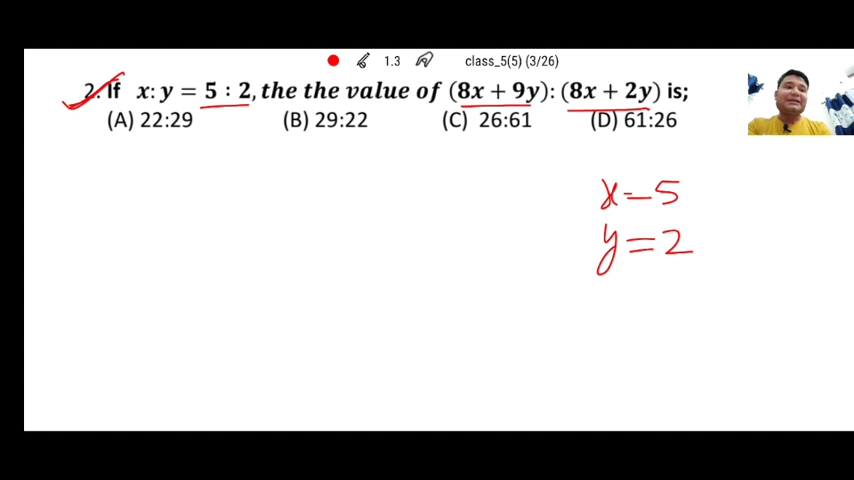 1.3 class_5(5) (3/26)
2. If x: y = 5 : 2, the the value of (8x + 9y): (8x + 2y) is;
(A) 22:29 (B) 29:22 (C) 26:61 (D) 61:26
x=5
y=2